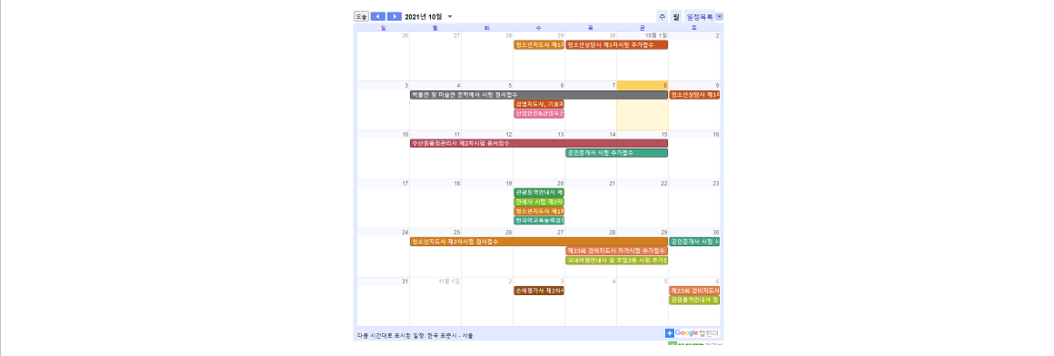 오늘 2021년 10월 주 월 일정목록
일 월 화 수 목 금 토
26 27 28 29 30 10월 1일 2
청소년지도사 제1차 청소년상담사 제1차시험 추가접수
3 4 5 6 7 8 9
박물관 및 미술관 준학예사 시험 원서접수 청소년상담사 제1차
경영지도사, 기술지
산업안전&산업보건
10 11 12 13 14 15 16
수산물품질관리사 제2차시험 원서접수
공인중개사 시험 추가접수
17 18 19 20 21 22 23
관광통역안내사 제
관세사 시험 제2차
청소년지도사 제1차
한국어교육능력검정
24 25 26 27 28 29 30
청소년지도사 제2차시험 원서접수 공인중개사 시험 시
제23회 경비지도사 자격시험 추가접수
국내여행안내사 및 호텔3종 시험 추가접
31 11월 1일 2 3 4 5 6
손해평가사 제2차시 제23회 경비지도사
관광통역안내사 및
다음 시간대로 표시된 일정: 한국 표준시 - 서울
Google 캘린더